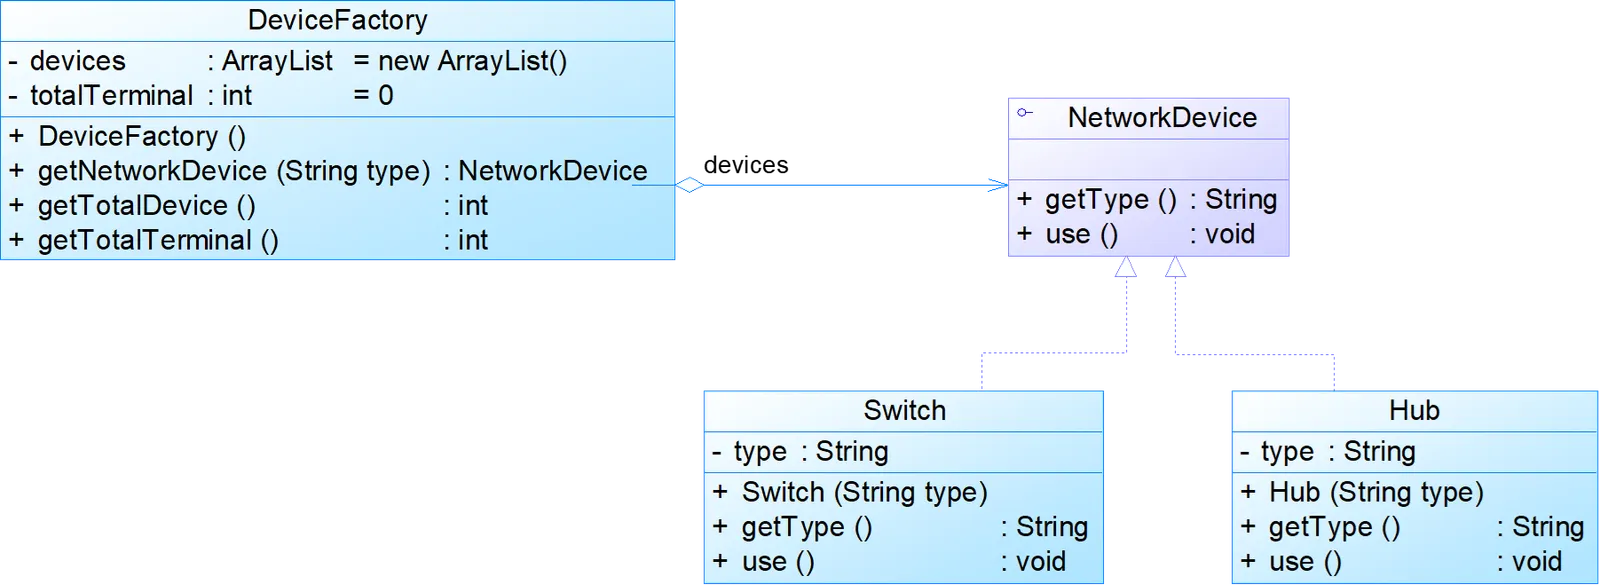 DeviceFactory
- devices : ArrayList = new ArrayList()
- totalTerminal : int = 0
+ DeviceFactory ()
+ getNetworkDevice (String type) : NetworkDevice
+ getTotalDevice () : int
+ getTotalTerminal () : int
devices
NetworkDevice
+ getType () : String
+ use () : void
Switch
- type : String
+ Switch (String type)
+ getType () : String
+ use () : void
Hub
- type : String
+ Hub (String type)
+ getType () : String
+ use () : void